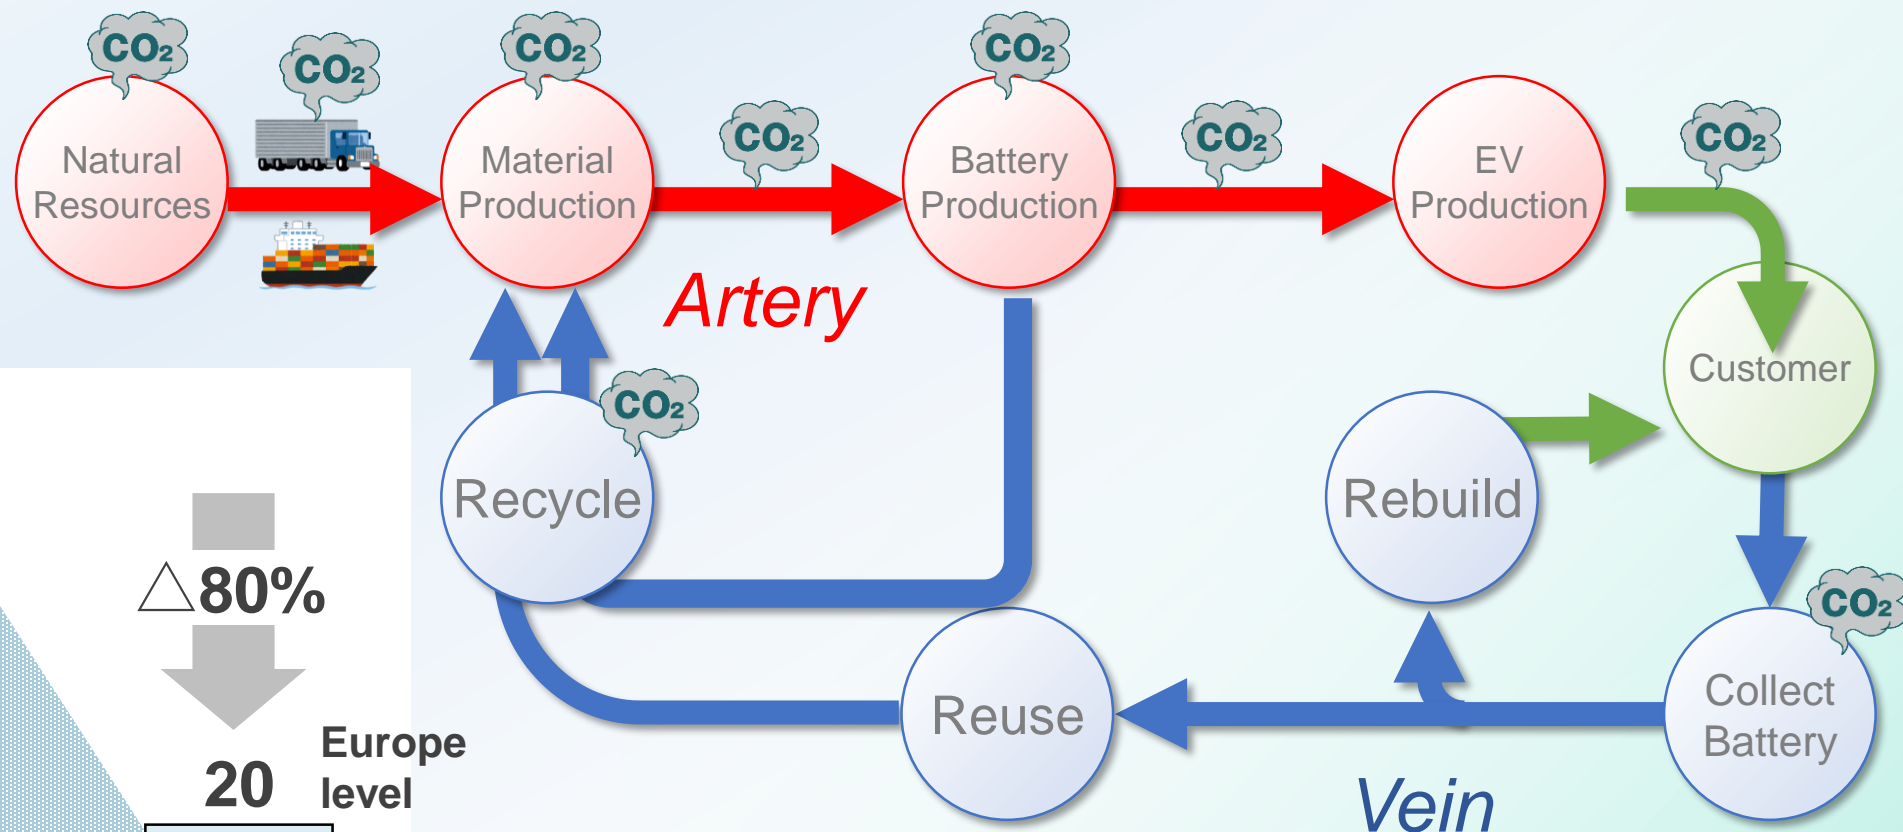 CO₂
CO₂
CO₂
CO₂
CO₂
CO₂
CO₂
Natural
Resources
Material
Production
Battery
Production
EV
Production
Artery
Customer
CO₂
Recycle
Rebuild
△80%
CO₂
Reuse
Collect
Battery
20
Europe
level
Vein